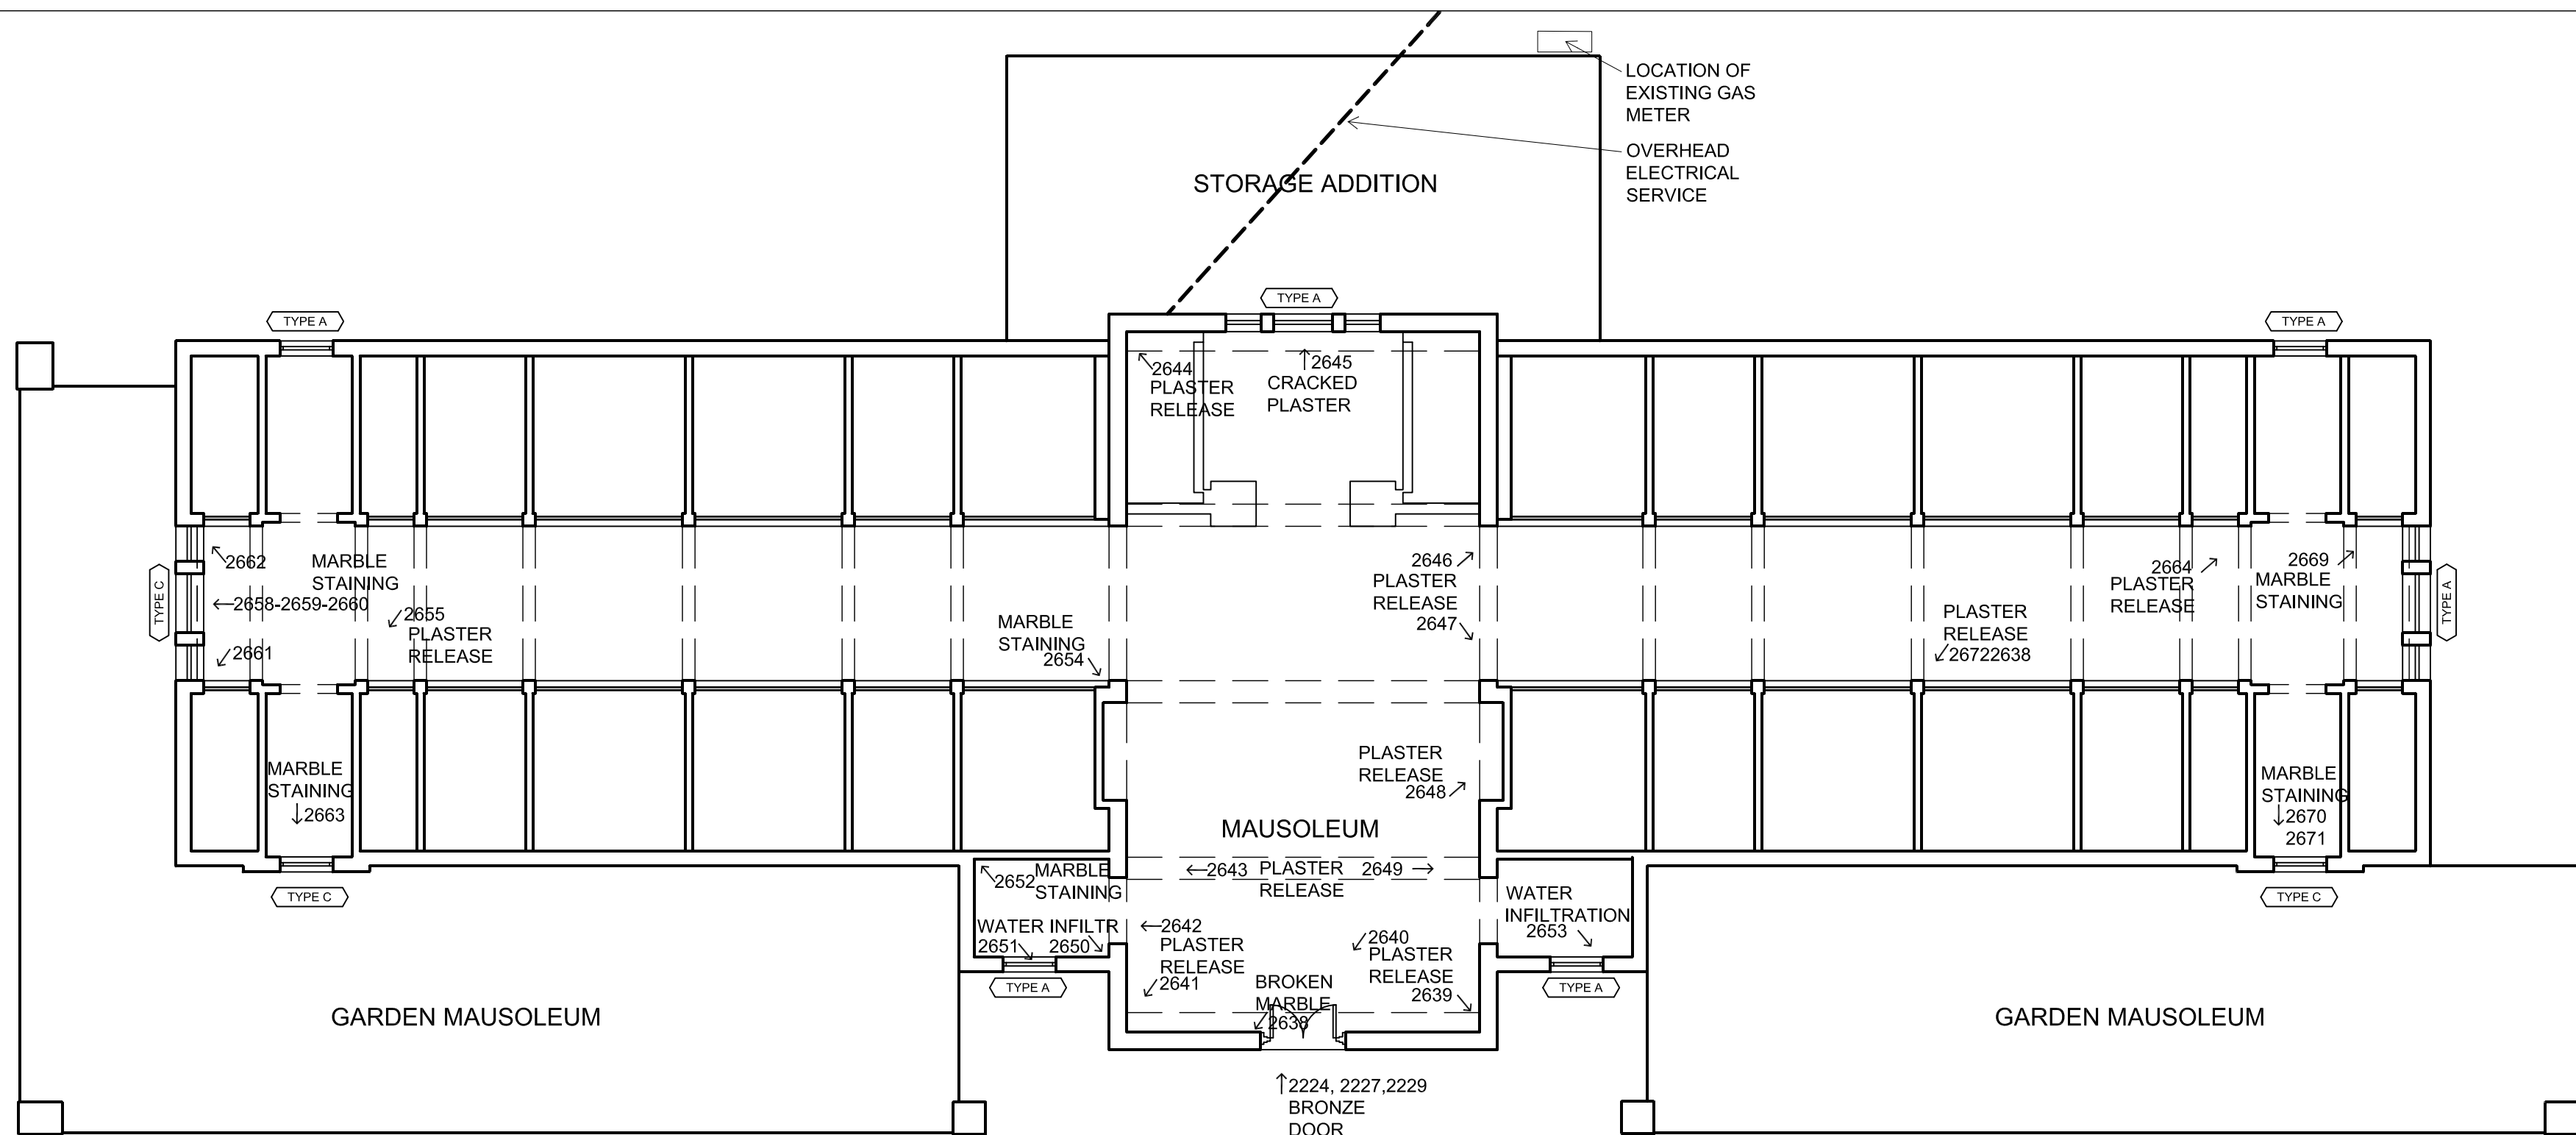 LOCATION OF
EXISTING GAS
METER
OVERHEAD
ELECTRICAL
SERVICE
STORAGE ADDITION
TYPE A
TYPE A
TYPE A
2644
PLASTER
RELEASE
2645
CRACKED
PLASTER
2662
MARBLE
STAINING
2658-2659-2660
TYPE C
2661
2655
PLASTER
RELEASE
MARBLE
STAINING
2654
2646
PLASTER
RELEASE
2647
PLASTER
RELEASE
26722638
2664
PLASTER
RELEASE
2669
MARBLE
STAINING
TYPE A
MARBLE
STAINING
2663
TYPE C
PLASTER
RELEASE
2648
MAUSOLEUM
MARBLE
STAINING
2670
2671
TYPE C
2652
MARBLE
STAINING
WATER INFILTR
2651
2650
TYPE A
2643
PLASTER
RELEASE
2649
2642
PLASTER
RELEASE
2641
2640
PLASTER
RELEASE
2639
BROKEN
MARBLE
2638
WATER
INFILTRATION
2653
TYPE A
GARDEN MAUSOLEUM
GARDEN MAUSOLEUM
2224, 2227,2229
BRONZE
DOOR